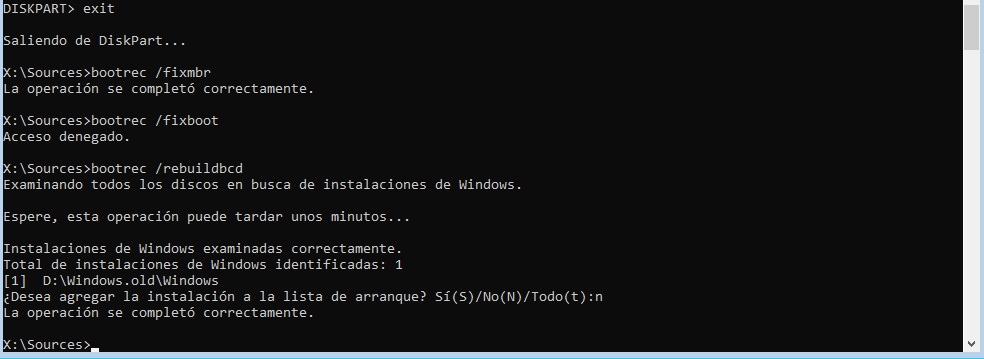 DISKPART> exit
Saliendo de DiskPart...
X:\Sources>bootrec /fixmbr
La operación se completó correctamente.
X:\Sources>bootrec /fixboot
Acceso denegado.
X:\Sources>bootrec /rebuildbcd
Examinando todos los discos en busca de instalaciones de Windows.
Espere, esta operación puede tardar unos minutos...
Instalaciones de Windows examinadas correctamente.
Total de instalaciones de Windows identificadas: 1
[1]  D:\Windows.old\Windows
¿Desea agregar la instalación a la lista de arranque? Sí(S)/No(N)/Todo(t):n
La operación se completó correctamente.
X:\Sources>